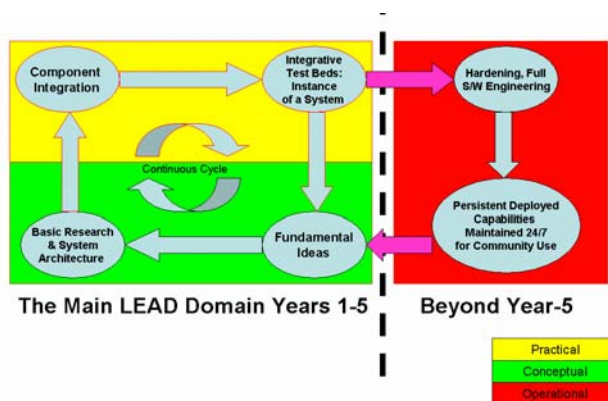 Component
Integration
Integrative
Test Beds:
Instance
of a System
Hardening, Full
S/W Engineering
Continuous Cycle
Basic Research
& System
Architecture
Fundamental
Ideas
Persistent Deployed
Capabilities
Maintained 24/7
for Community Use
The Main LEAD Domain Years 1-5
Beyond Year-5
Practical
Conceptual
Operational